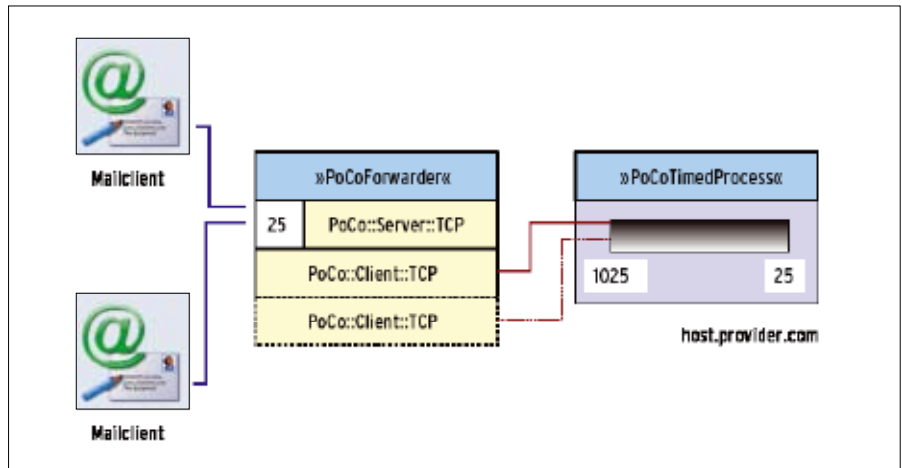 Mailclient
»PoCoForwarder«
25
PoCo::Server::TCP
PoCo::Client::TCP
PoCo::Client::TCP
»PoCoTimedProcess«
1025
25
host.provider.com
Mailclient